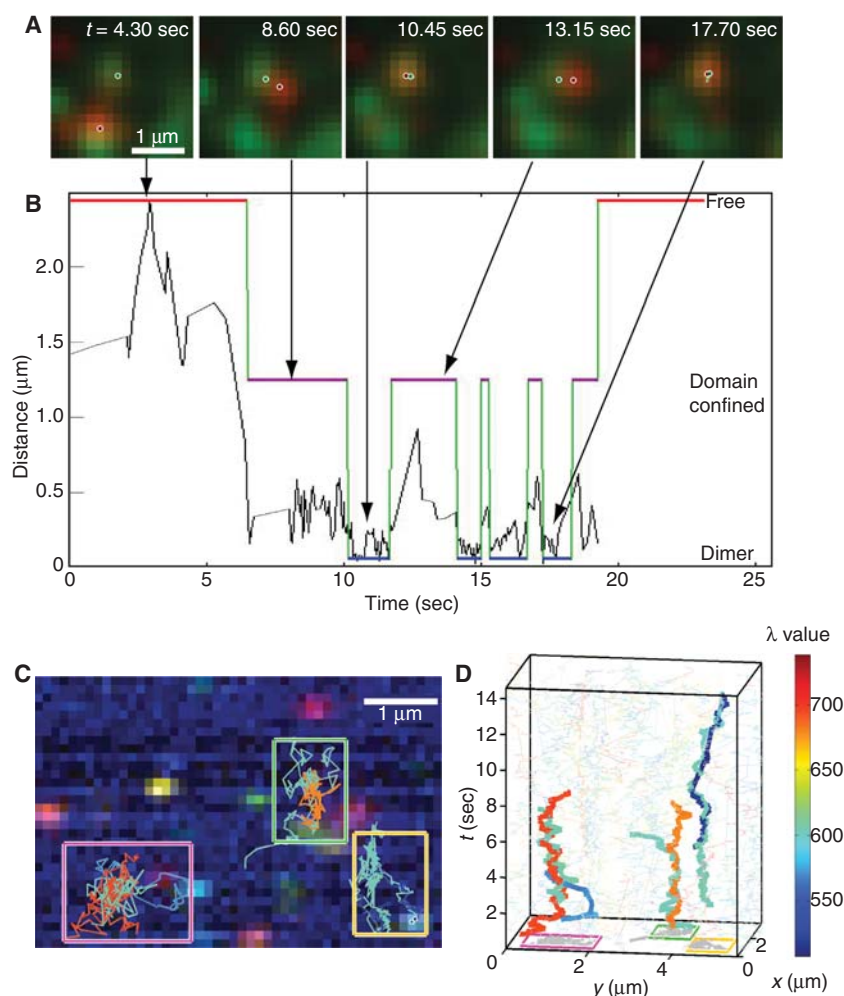 A
t = 4.30 sec
8.60 sec
10.45 sec
13.15 sec
17.70 sec
1 μm
B
Free
Domain
confined
Dimer
Distance (μm)
2.0
1.5
1.0
0.5
0
0
5
10
15
20
25
Time (sec)
C
1 μm
D
λ value
14
12
10
8
6
4
2
t (sec)
0
2
4
0
2
y (μm)
x (μm)
700
650
600
550